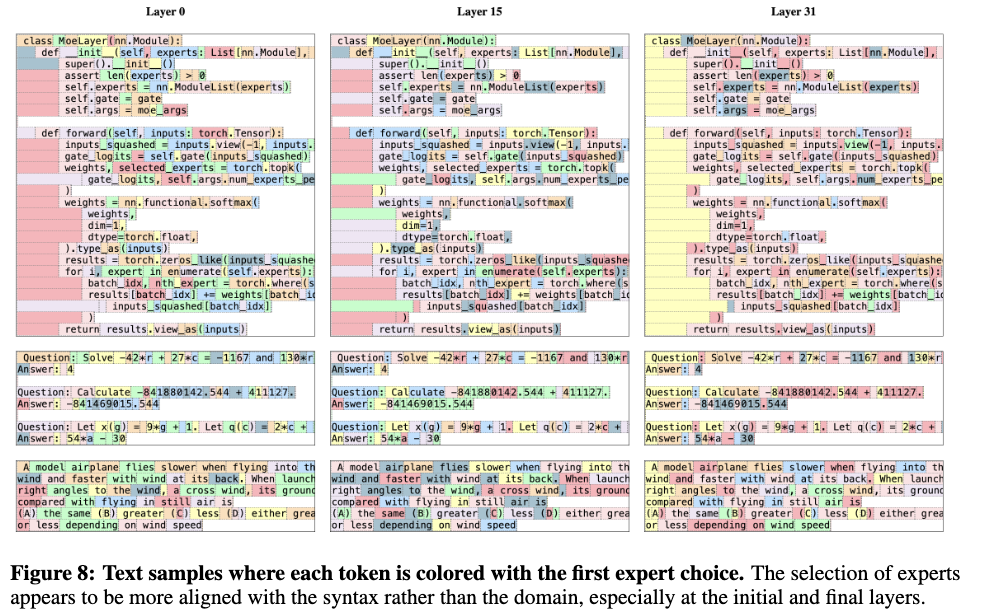 Layer 0
class MoeLayer(nn.Module):
def __init__(self, experts: List[nn.Module],
super().__init__()
assert len(experts) > 0
self.experts = nn.ModuleList(experts)
self.gate = gate
self.args = moe_args
def forward(self, inputs: torch.Tensor):
inputs_squashed = inputs.view(-1, inputs.
gate_logits = self.gate(inputs_squashed)
weights, selected_experts = torch.topk(
gate_logits, self.args.num_experts_pe
)
weights = nn.functional.softmax(
weights,
dim=1,
dtype=torch.float,
).type_as(inputs)
results = torch.zeros_like(inputs_squashe
for i, expert in enumerate(self.experts):
batch_idx, nth_expert = torch.where(s
results[batch_idx] += weights[batch_id
inputs_squashed[batch_idx]
)
return results.view_as(inputs)
Question: Solve -42*r + 27*c = -1167 and 130*r
Answer: 4
Question: Calculate -841880142.544 + 411127.
Answer: -841469015.544
Question: Let x(g) = 9*g + 1. Let q(c) = 2*c +
Answer: 54*a - 30
A model airplane flies slower when flying into th
wind and faster with wind at its back. When launch
right angles to the wind, a cross wind, its groun
compared with flying in still air is
(A) the same (B) greater (C) less (D) either grea
or less depending on wind speed
Layer 15
class MoeLayer(nn.Module):
def __init__(self, experts: List[nn.Module],
super().__init__()
assert len(experts) > 0
self.experts = nn.ModuleList(experts)
self.gate = gate
self.args = moe_args
def forward(self, inputs: torch.Tensor):
inputs_squashed = inputs.view(-1, inputs.
gate_logits = self.gate(inputs_squashed)
weights, selected_experts = torch.topk(
gate_logits, self.args.num_experts_pe
)
weights = nn.functional.softmax(
weights,
dim=1,
dtype=torch.float,
).type_as(inputs)
results = torch.zeros_like(inputs_squashe
for i, expert in enumerate(self.experts):
batch_idx, nth_expert = torch.where(s
results[batch_idx] += weights[batch_id
inputs_squashed[batch_idx]
)
return results.view_as(inputs)
Question: Solve -42*r + 27*c = -1167 and 130*r
Answer: 4
Question: Calculate -841880142.544 + 411127.
Answer: -841469015.544
Question: Let x(g) = 9*g + 1. Let q(c) = 2*c +
Answer: 54*a - 30
A model airplane flies slower when flying into th
wind and faster with wind at its back. When launch
right angles to the wind, a cross wind, its groun
compared with flying in still air is
(A) the same (B) greater (C) less (D) either grea
or less depending on wind speed
Layer 31
class MoeLayer(nn.Module):
def __init__(self, experts: List[nn.Module],
super().__init__()
assert len(experts) > 0
self.experts = nn.ModuleList(experts)
self.gate = gate
self.args = moe_args
def forward(self, inputs: torch.Tensor):
inputs_squashed = inputs.view(-1, inputs.
gate_logits = self.gate(inputs_squashed)
weights, selected_experts = torch.topk(
gate_logits, self.args.num_experts_pe
)
weights = nn.functional.softmax(
weights,
dim=1,
dtype=torch.float,
).type_as(inputs)
results = torch.zeros_like(inputs_squashe
for i, expert in enumerate(self.experts):
batch_idx, nth_expert = torch.where(s
results[batch_idx] += weights[batch_id
inputs_squashed[batch_idx]
)
return results.view_as(inputs)
Question: Solve -42*r + 27*c = -1167 and 130*r
Answer: 4
Question: Calculate -841880142.544 + 411127.
Answer: -841469015.544
Question: Let x(g) = 9*g + 1. Let q(c) = 2*c +
Answer: 54*a - 30
A model airplane flies slower when flying into th
wind and faster with wind at its back. When launch
right angles to the wind, a cross wind, its groun
compared with flying in still air is
(A) the same (B) greater (C) less (D) either grea
or less depending on wind speed
Figure 8: Text samples where each token is colored with the first expert choice. The selection of experts
appears to be more aligned with the syntax rather than the domain, especially at the initial and final layers.